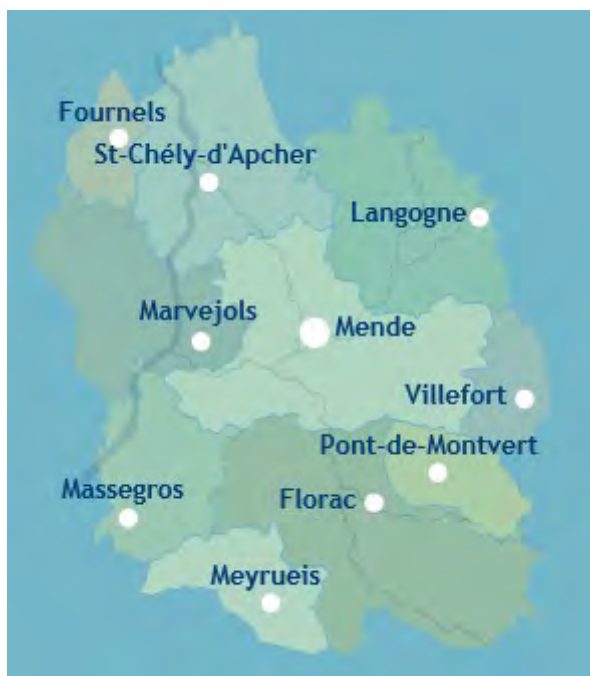 Fournels
St-Chély-d'Apcher
Langogne
Marvejols
Mende
Villefort
Pont-de-Montvert
Massegros
Florac
Meyrueis